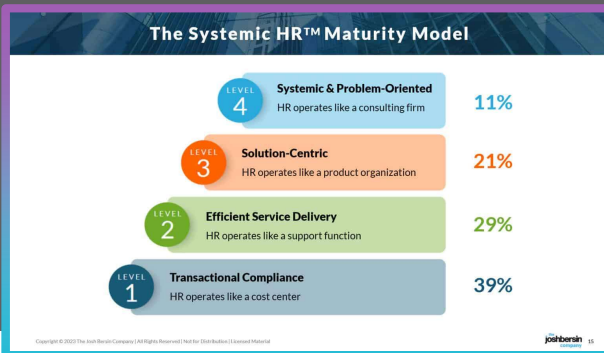 The Systemic HR™ Maturity Model
LEVEL
4
Systemic & Problem-Oriented
HR operates like a consulting firm
11%
LEVEL
3
Solution-Centric
HR operates like a product organization
21%
LEVEL
2
Efficient Service Delivery
HR operates like a support function
29%
LEVEL
1
Transactional Compliance
HR operates like a cost center
39%
Copyright © 2023 The Josh Bersin Company | All Rights Reserved | Not for Distribution | Licensed Material
the
joshbersin
company
15